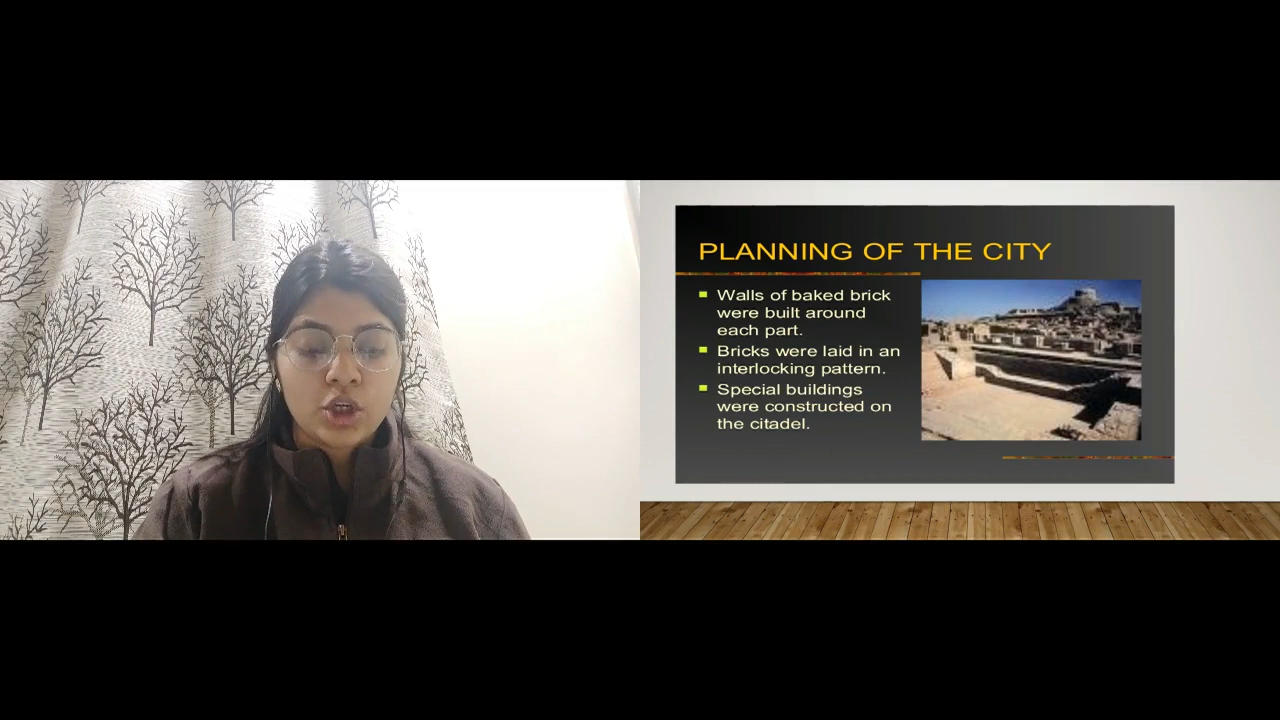 PLANNING OF THE CITY
Walls of baked brick
were built around
each part.
Bricks were laid in an
interlocking pattern.
Special buildings
were constructed on
the citadel.